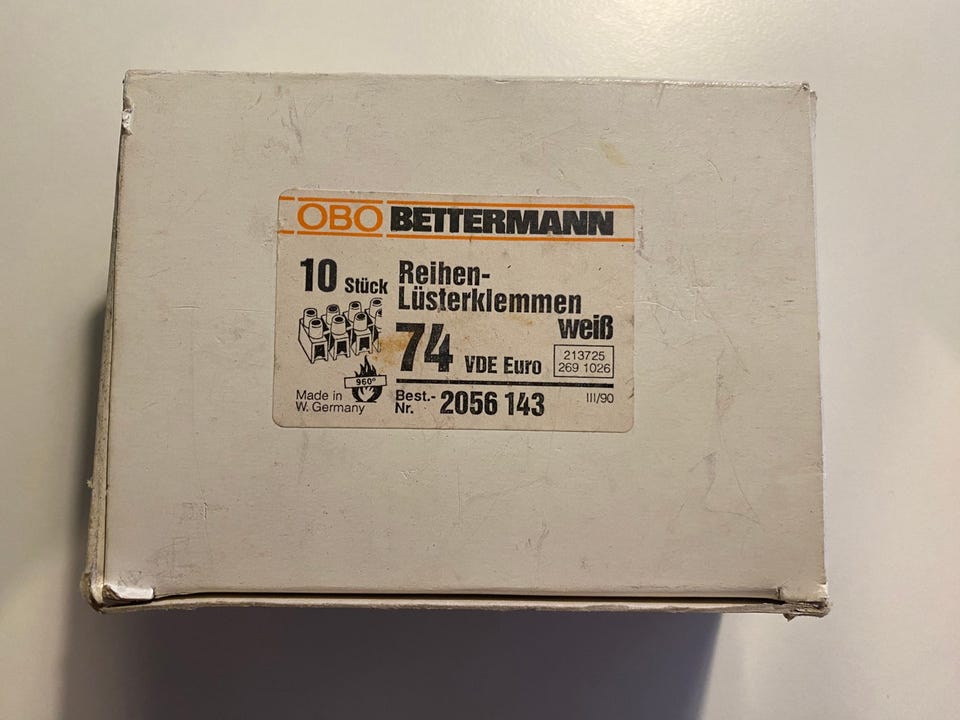 OBO BETTERMANN
10 Stück
Reihen-
Lüsterklemmen
weiß
74 VDE Euro
213725
269 1026
960°
Made in
W. Germany
Best.-
Nr. 2056 143
III/90